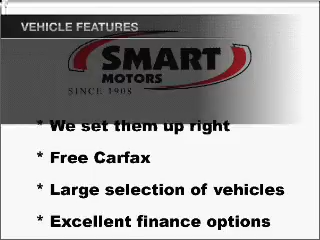 VEHICLE FEATURES
SMART
MOTORS
SINCE 1908
* We set them up right
* Free Carfax
* Large selection of vehicles
* Excellent finance options